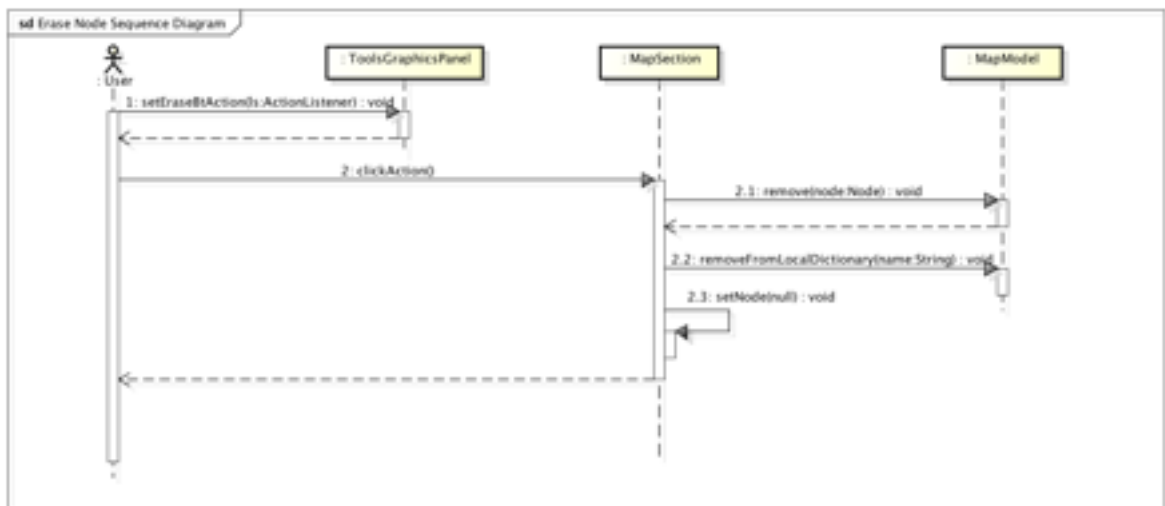 sd Erase Node Sequence Diagram
: User
: ToolsGraphicsPanel
: MapSection
: MapModel
1: setEraseBtAction(ls:ActionListener) : void
2: clickAction()
2.1: remove(node:Node) : void
2.2: removeFromLocalDictionary(name:String) : void
2.3: setNode(null) : void